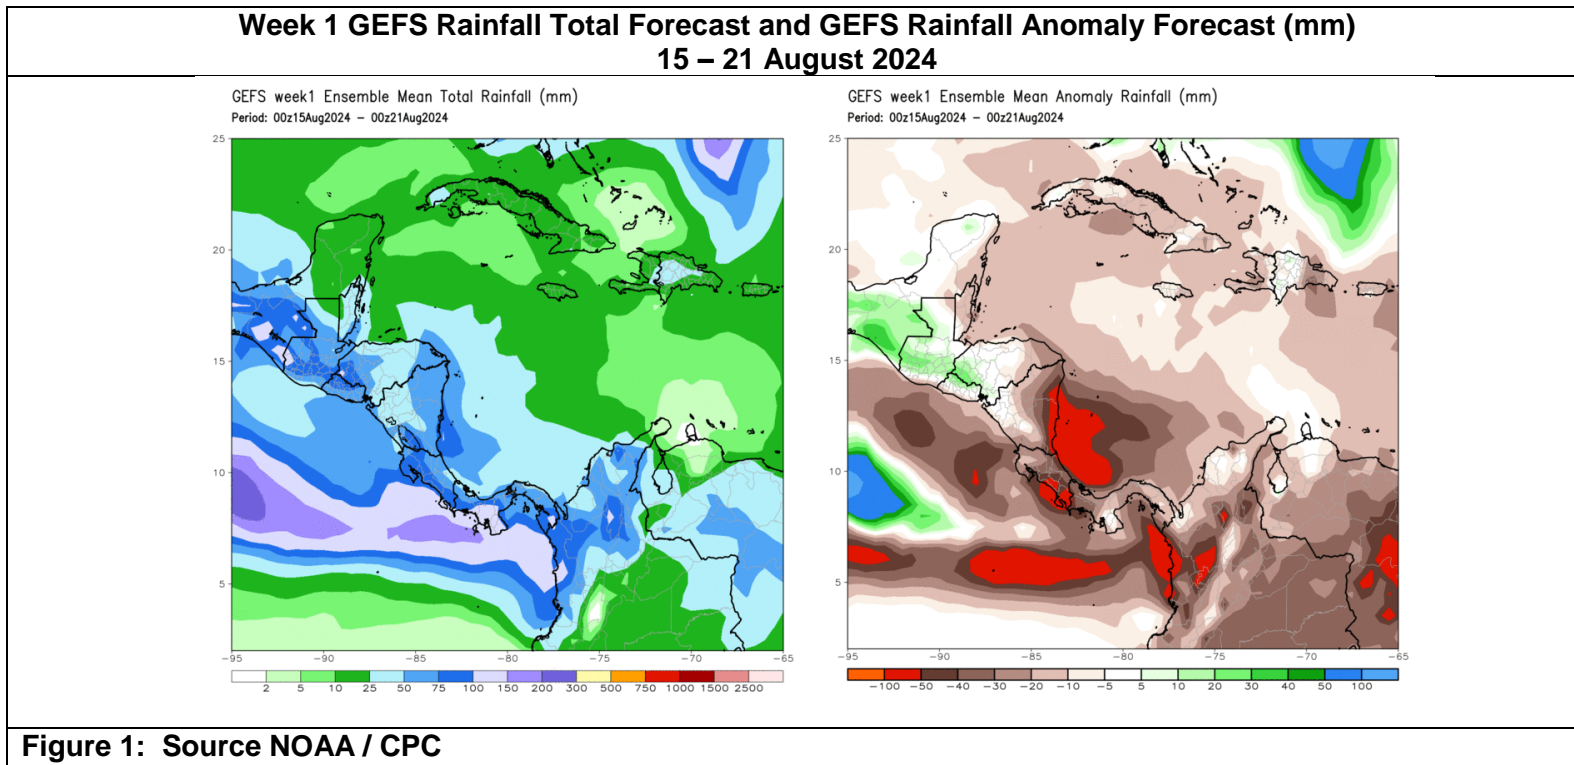 Week 1 GEFS Rainfall Total Forecast and GEFS Rainfall Anomaly Forecast (mm)
15 – 21 August 2024
GEFS week1 Ensemble Mean Total Rainfall (mm)
Period: 00z15Aug2024 – 00z21Aug2024
25
20
15
10
5
−95 −90 −85 −80 −75 −70 −65
2 5 10 25 50 75 100 150 200 300 500 750 1000 1500 2500
GEFS week1 Ensemble Mean Anomaly Rainfall (mm)
Period: 00z15Aug2024 – 00z21Aug2024
25
20
15
10
5
−95 −90 −85 −80 −75 −70 −65
−100 −50 −40 −30 −20 −10 −5 5 10 20 30 40 50 100
Figure 1: Source NOAA / CPC